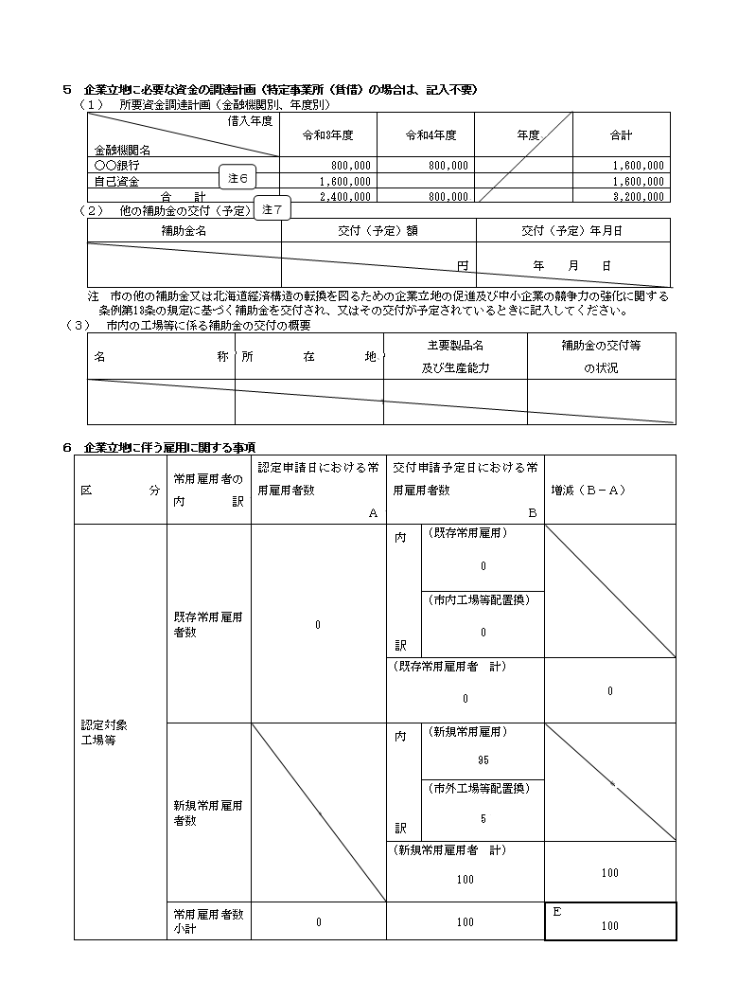 ５　企業立地に必要な資金の調達計画（特定事業所（賃借）の場合は、記入不要）
（１）　所要資金調達計画（金融機関別、年度別）
借入年度
金融機関名
令和3年度　令和4年度　年度　合計
〇〇銀行　800,000　800,000　1,600,000
注６
自己資金　1,600,000　1,600,000
合　　計　2,400,000　800,000　3,200,000
（２）　他の補助金の交付（予定）
注７
補助金名　交付（予定）額　交付（予定）年月日
円　年　　月　　日
注　市の他の補助金又は北海道経済構造の転換を図るための企業立地の促進及び中小企業の競争力の強化に関する
条例第13条の規定に基づく補助金を交付され、又はその交付が予定されているときに記入してください。
（３）　市内の工場等に係る補助金の交付の概要
名　　　称　所　　在　　地　主要製品名　補助金の交付等
及び生産能力　の状況
６　企業立地に伴う雇用に関する事項
区　　　分
常用雇用者の
内　　　訳
認定申請日における常
用雇用者数
Ａ
交付申請予定日における常
用雇用者数
Ｂ
増減（Ｂ－Ａ）
認定対象
工場等
既存常用雇用
者数
0
内
訳
（既存常用雇用）
0
（市内工場等配置換）
0
（既存常用雇用者　計）
0
0
新規常用雇用
者数
内
訳
（新規常用雇用）
95
（市外工場等配置換）
5
（新規常用雇用者　計）
100
100
常用雇用者数
小計
0
100
Ｅ
100